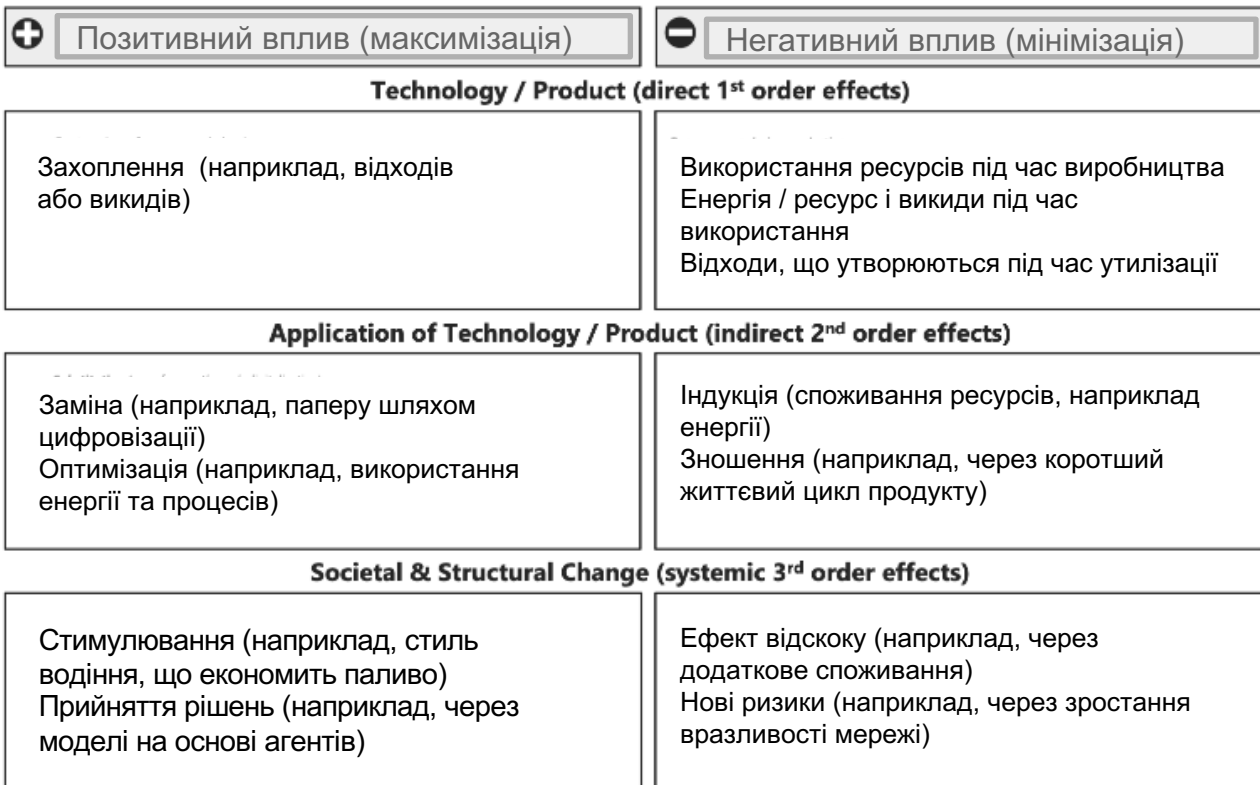 Позитивний вплив (максимізація)
Негативний вплив (мінімізація)
Technology / Product (direct 1st order effects)
Захоплення (наприклад, відходів
або викидів)
Використання ресурсів під час виробництва
Енергія / ресурс і викиди під час
використання
Відходи, що утворюються під час утилізації
Application of Technology / Product (indirect 2nd order effects)
Заміна (наприклад, паперу шляхом
цифровізації)
Оптимізація (наприклад, використання
енергії та процесів)
Індукція (споживання ресурсів, наприклад
енергії)
Зношення (наприклад, через коротший
життєвий цикл продукту)
Societal & Structural Change (systemic 3rd order effects)
Стимулювання (наприклад, стиль
водіння, що економить паливо)
Прийняття рішень (наприклад, через
моделі на основі агентів)
Ефект відскоку (наприклад, через
додаткове споживання)
Нові ризики (наприклад, через зростання
вразливості мережі)